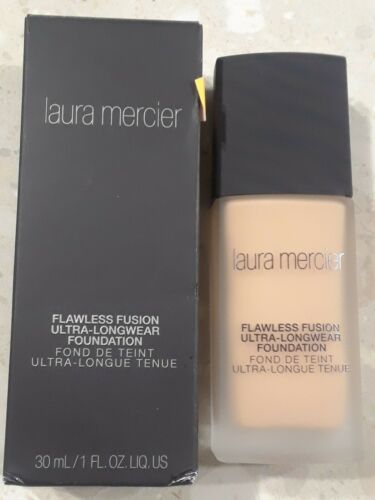 laura mercier
FLAWLESS FUSION
ULTRA-LONGWEAR
FOUNDATION
FOND DE TEINT
ULTRA-LONGUE TENUE
30 mL/1 FL. OZ. LIQ. US
laura mercier
FLAWLESS FUSION
ULTRA-LONGWEAR
FOUNDATION
FOND DE TEINT
ULTRA-LONGUE TENUE